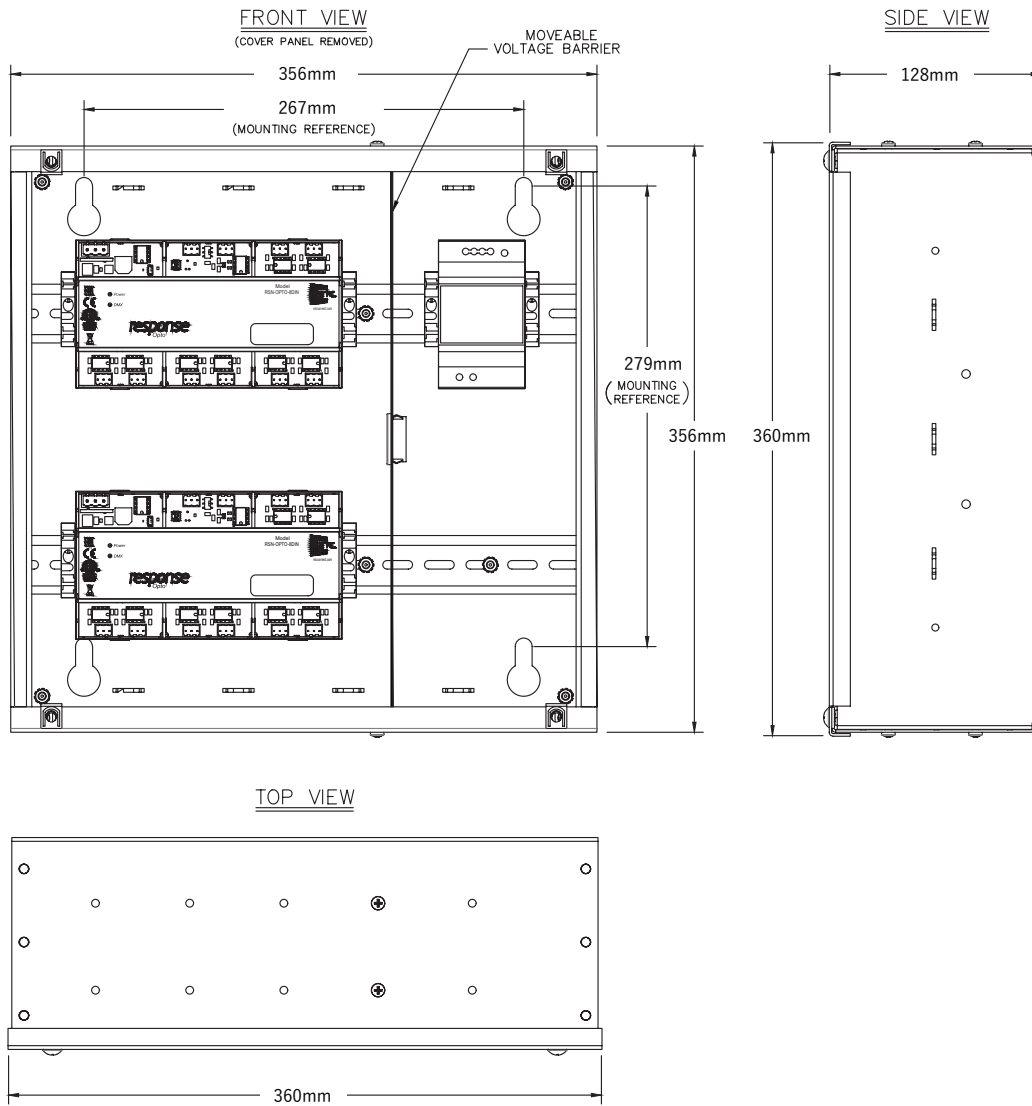 FRONT VIEW
(COVER PANEL REMOVED)
MOVEABLE
VOLTAGE BARRIER
SIDE VIEW
356mm
267mm
(MOUNTING REFERENCE)
128mm
Model
RSN-OPTO-8DIN
Power
DMX
response
Opto
279mm
(MOUNTING
REFERENCE)
356mm
360mm
Model
RSN-OPTO-8DIN
Power
DMX
response
Opto
TOP VIEW
360mm